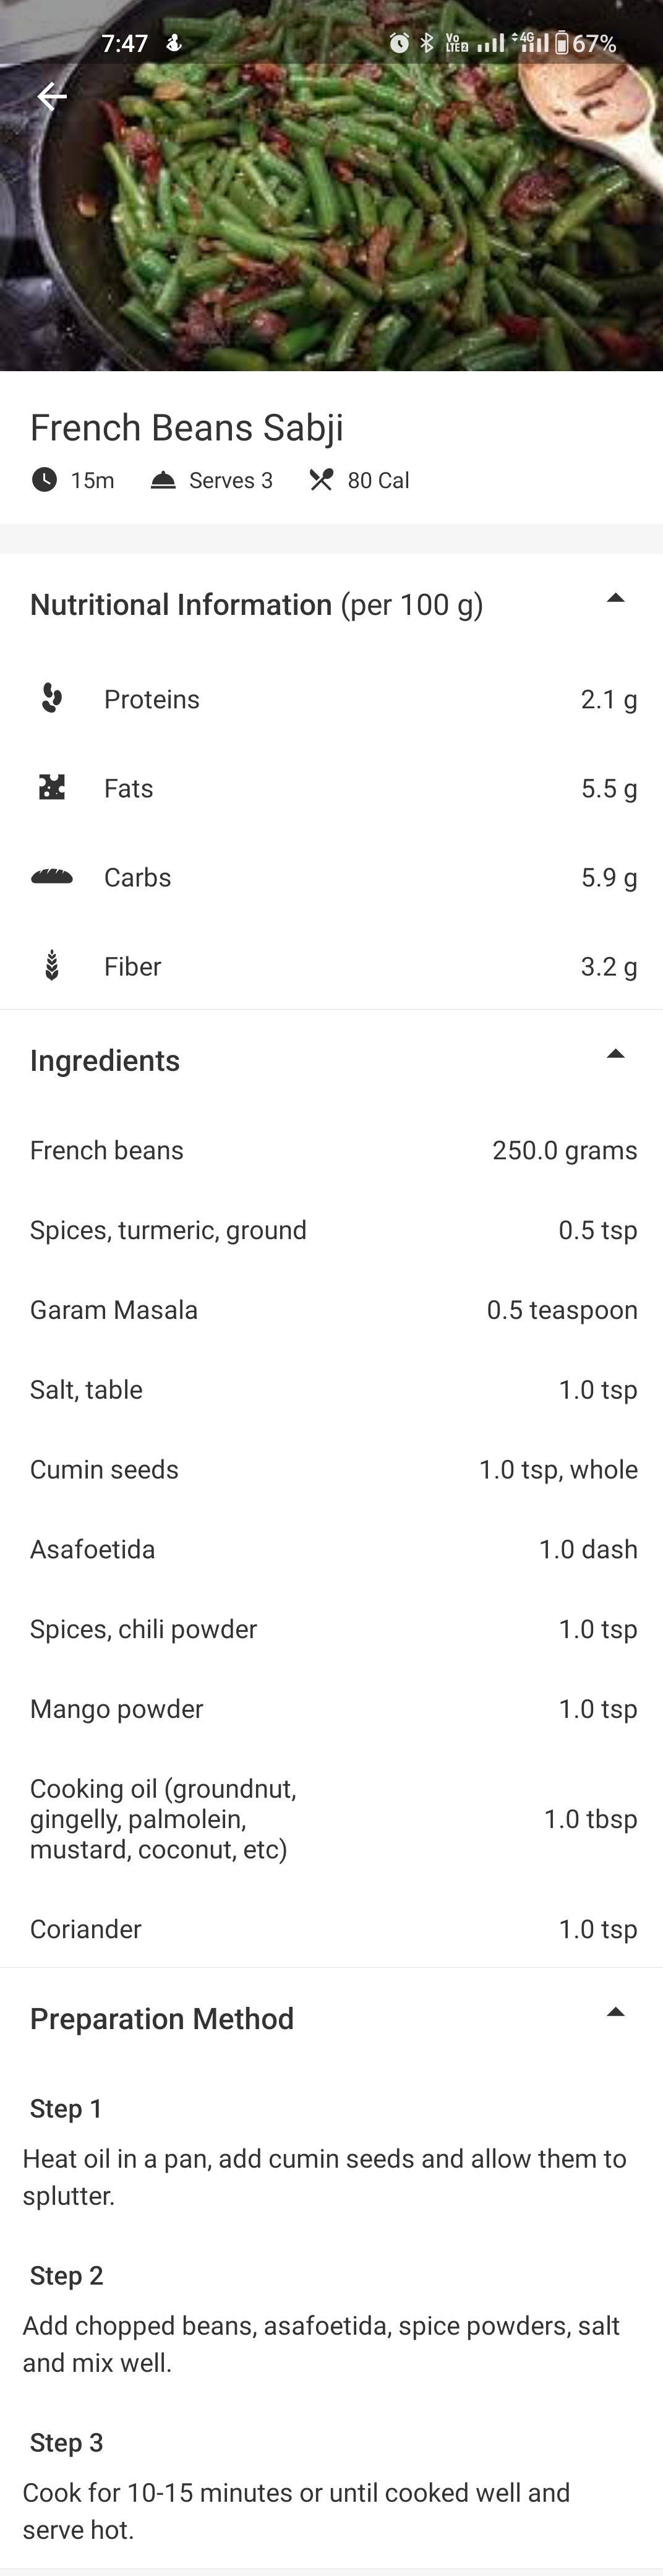 7:47 Vo LTE2 4G 67%
French Beans Sabji
15m Serves 3 80 Cal
Nutritional Information (per 100 g)
Proteins 2.1 g
Fats 5.5 g
Carbs 5.9 g
Fiber 3.2 g
Ingredients
French beans 250.0 grams
Spices, turmeric, ground 0.5 tsp
Garam Masala 0.5 teaspoon
Salt, table 1.0 tsp
Cumin seeds 1.0 tsp, whole
Asafoetida 1.0 dash
Spices, chili powder 1.0 tsp
Mango powder 1.0 tsp
Cooking oil (groundnut,
gingelly, palmolein, 1.0 tbsp
mustard, coconut, etc)
Coriander 1.0 tsp
Preparation Method
Step 1
Heat oil in a pan, add cumin seeds and allow them to
splutter.
Step 2
Add chopped beans, asafoetida, spice powders, salt
and mix well.
Step 3
Cook for 10-15 minutes or until cooked well and
serve hot.